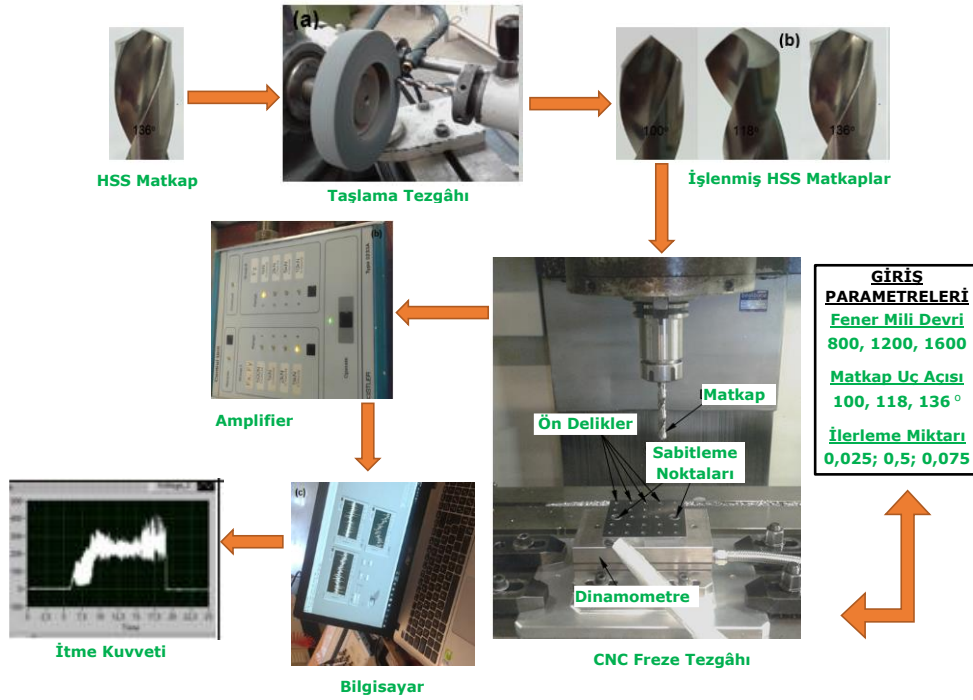 136°
HSS Matkap
(a)
Taşlama Tezgâhı
(b)
100°
118°
136°
İşlenmiş HSS Matkaplar
(b)
Amplifier
Matkap
Ön Delikler
Sabitleme
Noktaları
Dinamometre
CNC Freze Tezgâhı
GİRİŞ
PARAMETRELERİ
Fener Mili Devri
800, 1200, 1600
Matkap Uç Açısı
100, 118, 136 °
İlerleme Miktarı
0,025; 0,5; 0,075
(c)
Bilgisayar
Time
İtme Kuvveti